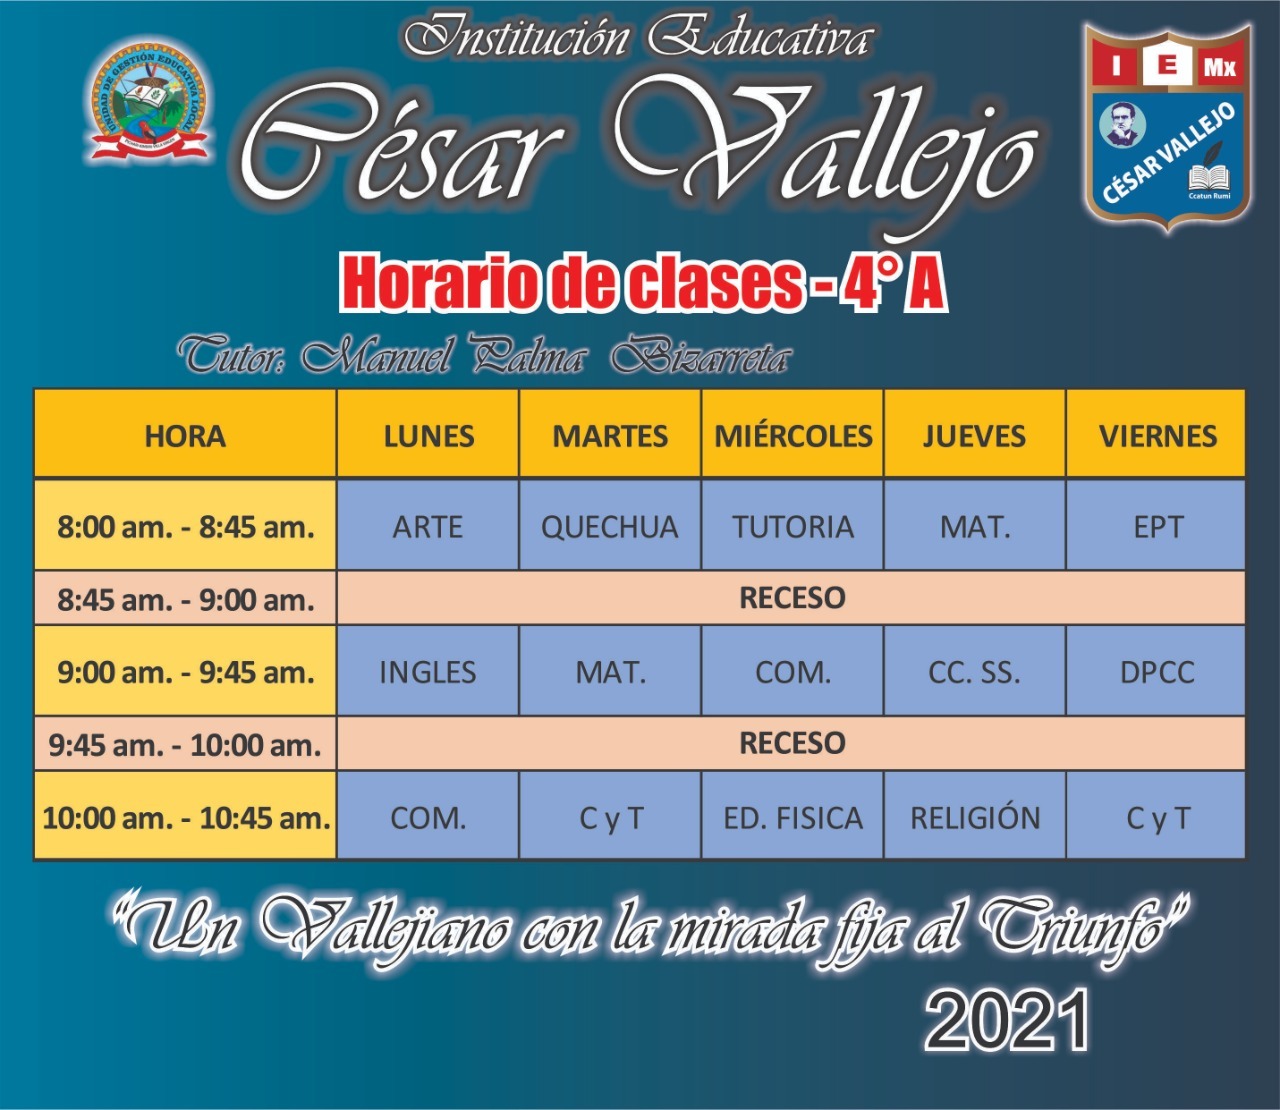 Institución Educativa
César Vallejo
UNIDAD DE GESTIÓN EDUCATIVA LOCAL
I E Mx
CÉSAR VALLEJO
Ccatun Rumi
Horario de clases - 4° A
Tutor: Manuel Palma Bizarreta
HORA LUNES MARTES MIÉRCOLES JUEVES VIERNES
8:00 am. - 8:45 am. ARTE QUECHUA TUTORIA MAT. EPT
8:45 am. - 9:00 am. RECESO
9:00 am. - 9:45 am. INGLES MAT. COM. CC. SS. DPCC
9:45 am. - 10:00 am. RECESO
10:00 am. - 10:45 am. COM. C y T ED. FISICA RELIGIÓN C y T
"Un Vallejiano con la mirada fija al Triunfo"
2021